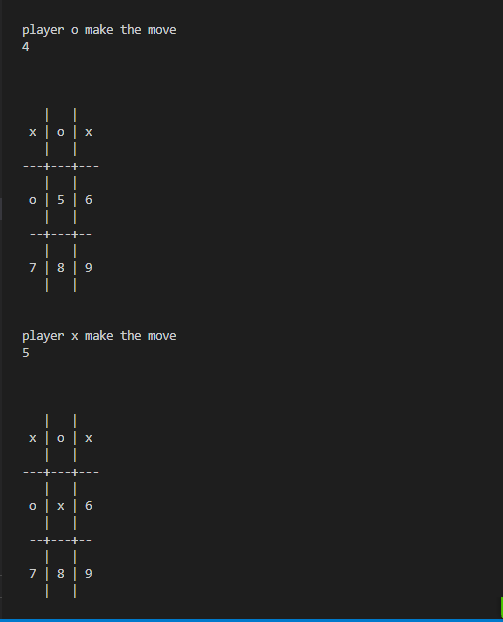 player o make the move
4
   |   |
 x | o | x
   |   |
---+---+---
   |   |
 o | 5 | 6
   |   |
 --+---+--
   |   |
 7 | 8 | 9
   |   |
player x make the move
5
   |   |
 x | o | x
   |   |
---+---+---
   |   |
 o | x | 6
   |   |
 --+---+--
   |   |
 7 | 8 | 9
   |   |